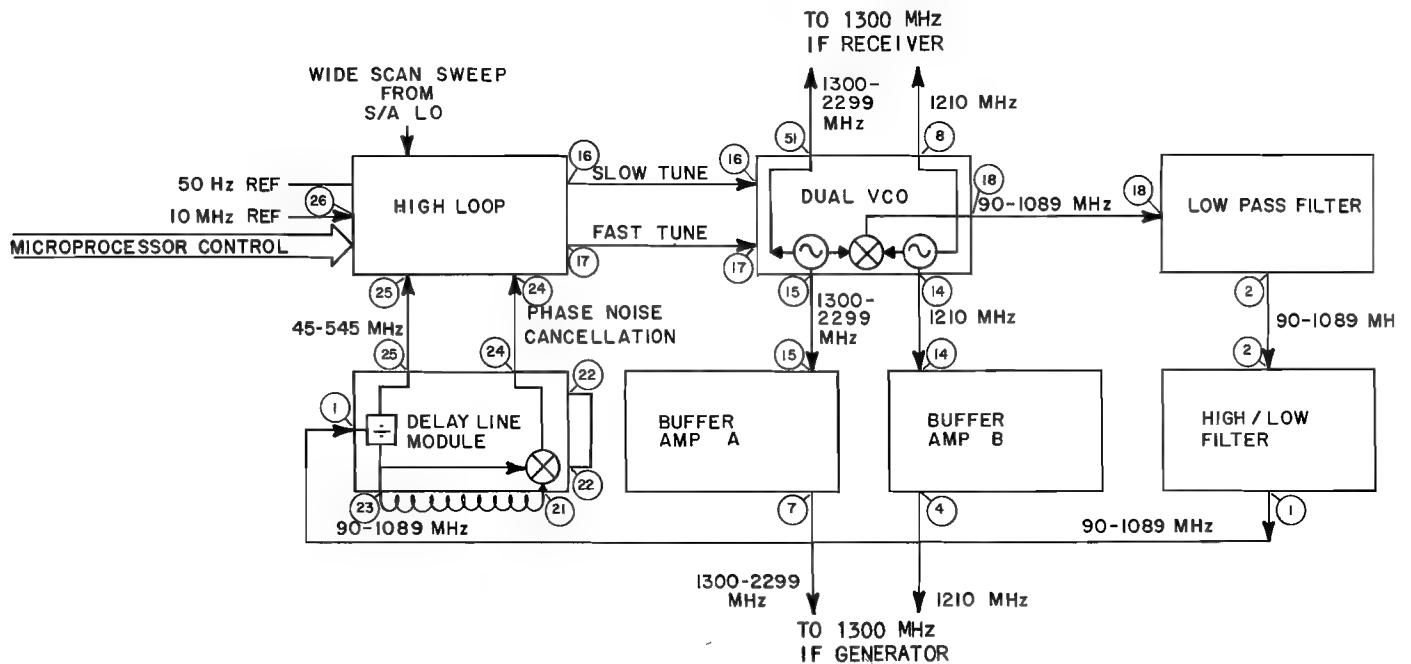 TO 1300 MHz
IF RECEIVER
WIDE SCAN SWEEP
FROM
S/A LO
1300-
2299
MHz
1210 MHz
51
8
16
SLOW TUNE
16
18
50 Hz REF
26
10 MHz REF
MICROPROCESSOR CONTROL
HIGH LOOP
DUAL VCO
90-1089 MHz
18
LOW PASS FILTER
FAST TUNE
17
17
25
24
15
14
2
45-545 MHz
PHASE NOISE
CANCELLATION
1300-
2299
MHz
1210 MHz
90-1089 MH
25
24
15
14
2
22
1
÷
DELAY LINE
MODULE
BUFFER
AMP A
BUFFER
AMP B
HIGH / LOW
FILTER
22
23
21
7
4
1
90-1089 MHz
90-1089 MHz
1300-2299
MHz
1210 MHz
TO 1300 MHz
IF GENERATOR